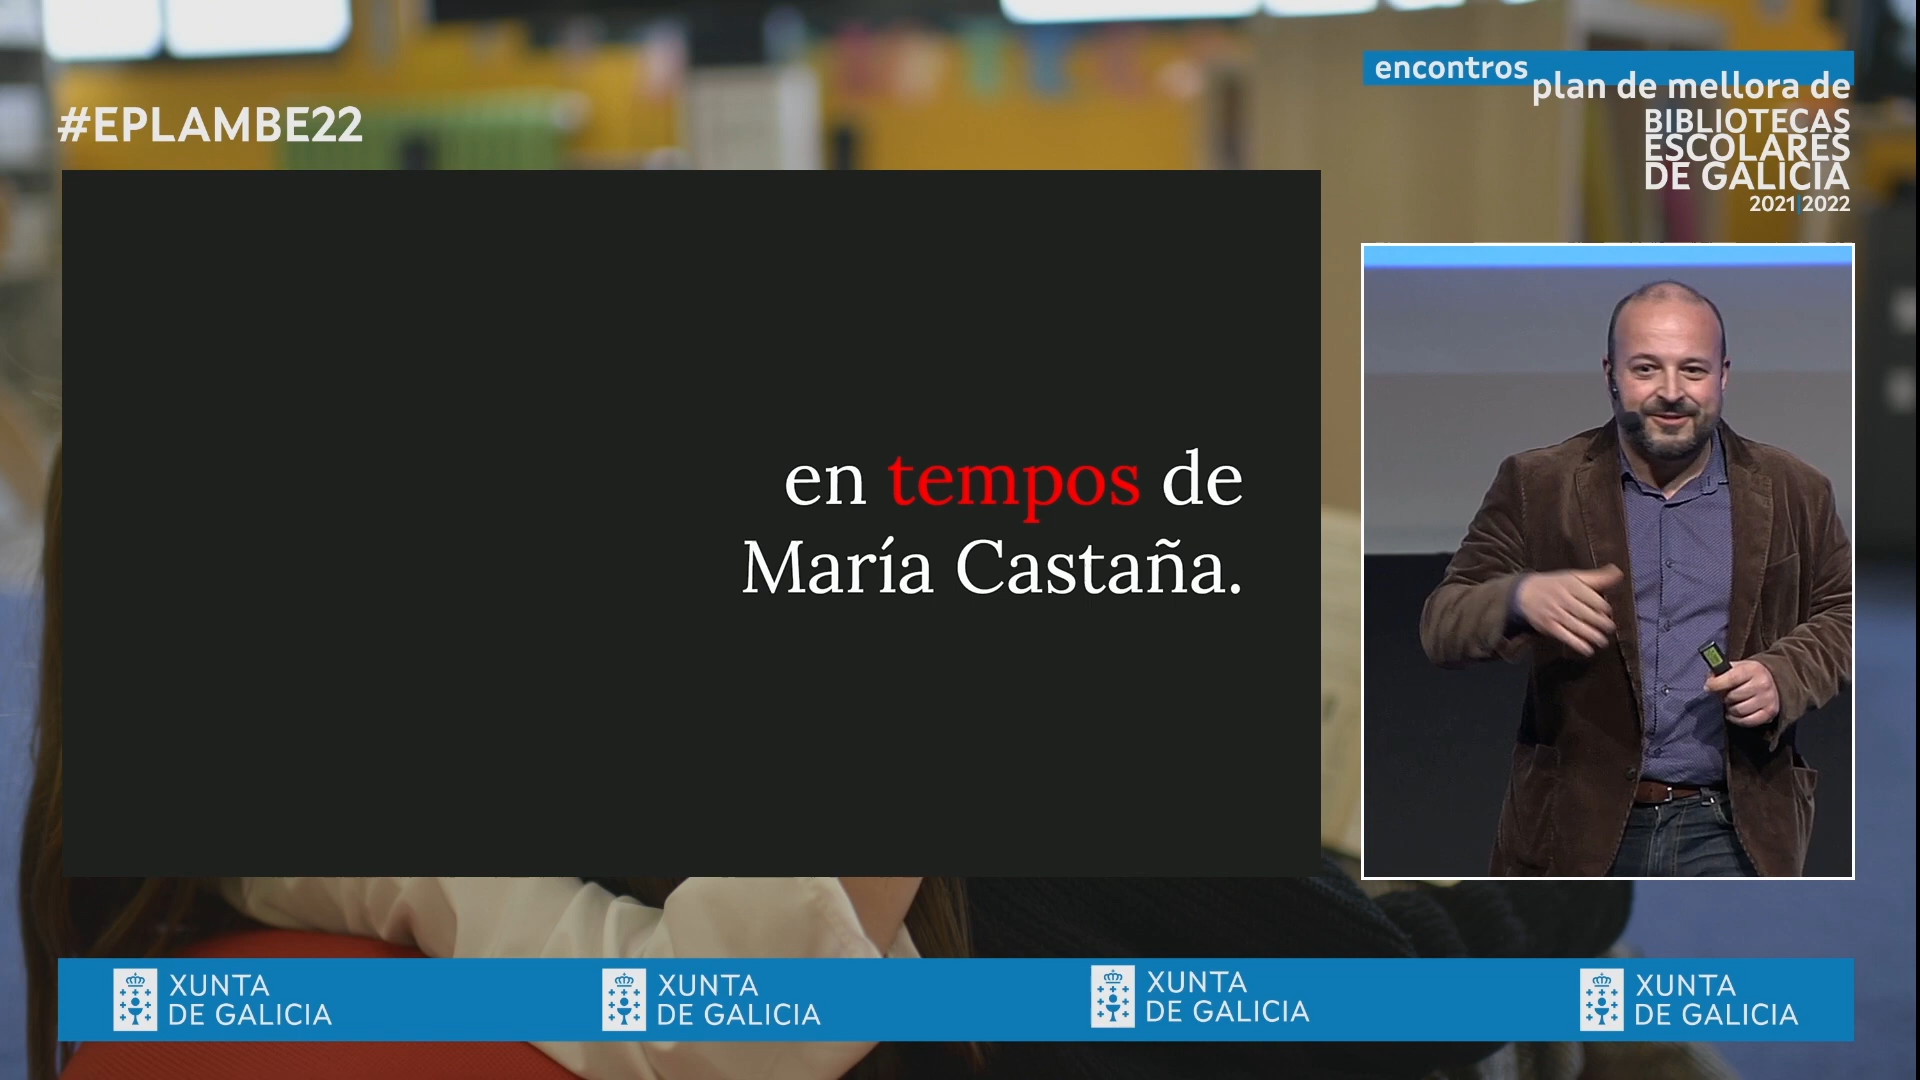 #EPLAMBE22
encontros
plan de mellora de
BIBLIOTECAS
ESCOLARES
DE GALICIA
2021|2022
en tempos de
María Castaña.
XUNTA
DE GALICIA
XUNTA
DE GALICIA
XUNTA
DE GALICIA
XUNTA
DE GALICIA